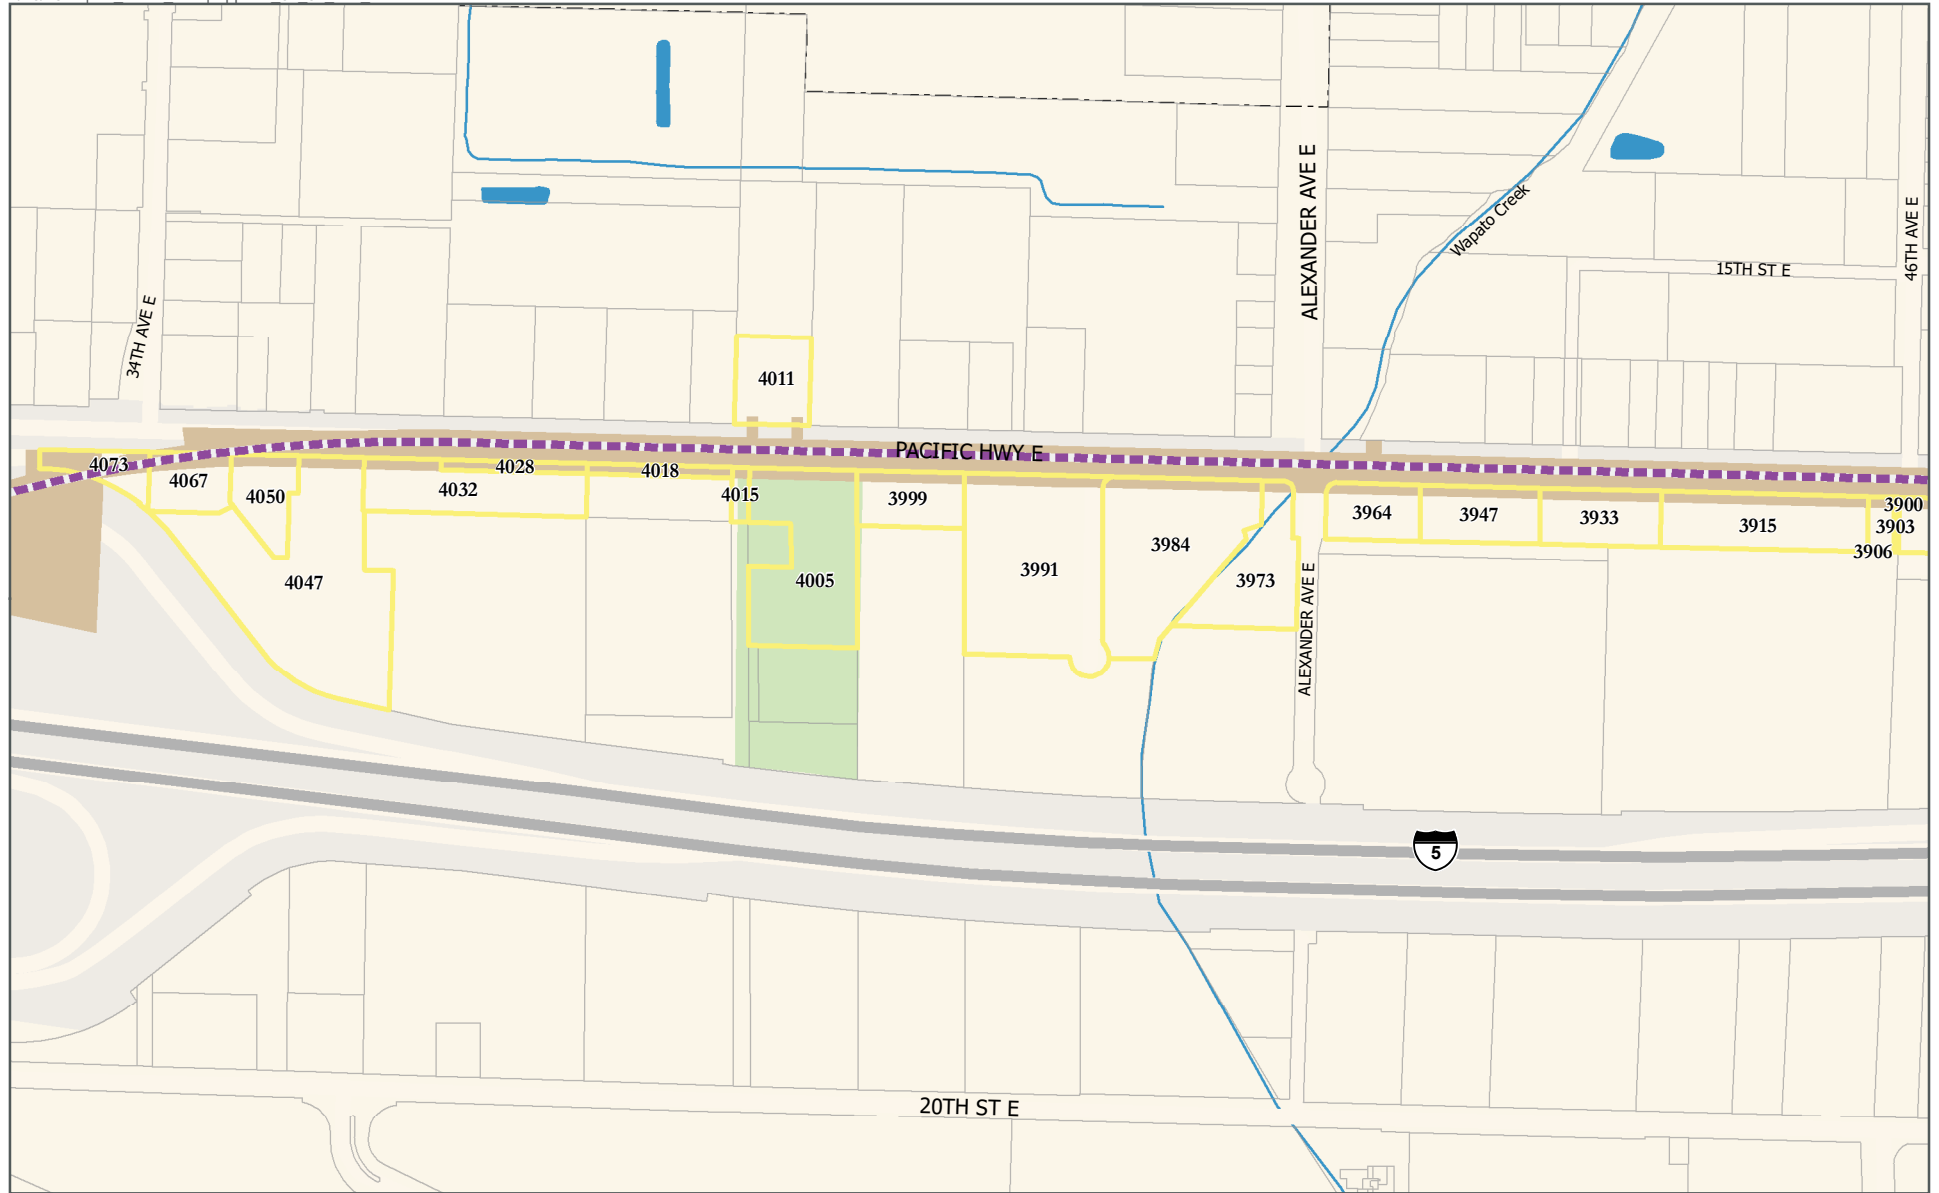 ALEXANDER AVE E
Wapato Creek
46TH AVE E
15TH ST E
34TH AVE E
4011
PACIFIC HWY E
4073
4067
4050
4028
4032
4018
4015
3999
3964
3947
3933
3915
3900
3903
3906
4047
4005
3991
3984
3973
ALEXANDER AVE E
5
20TH ST E